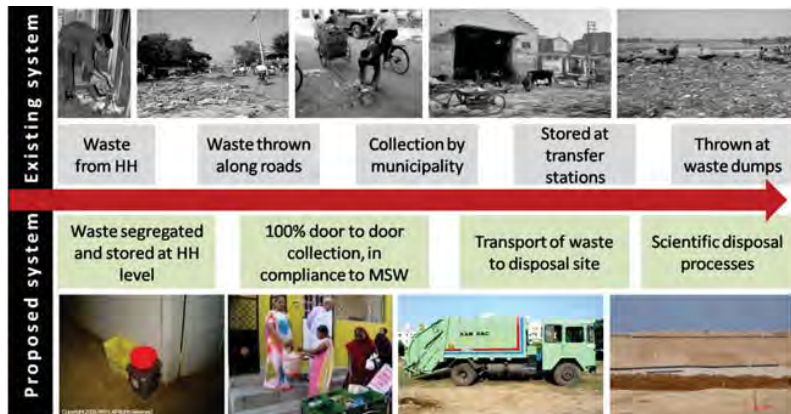 Existing system
Waste
from HH
Waste thrown
along roads
Collection by
municipality
Stored at
transfer
stations
Thrown at
waste dumps
Proposed system
Waste segregated
and stored at HH
level
100% door to door
collection, in
compliance to MSW
Transport of waste
to disposal site
Scientific disposal
processes